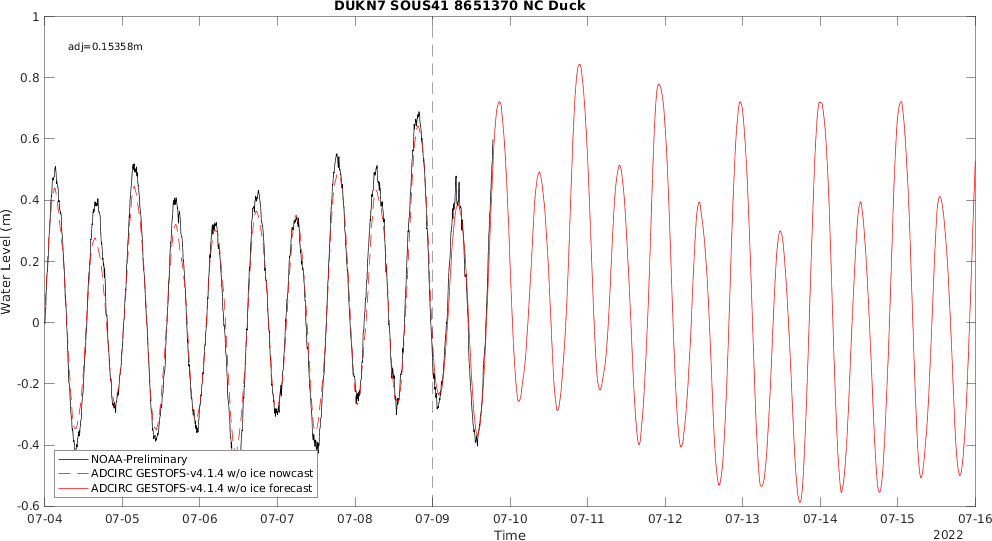 DUKN7 SOUS41 8651370 NC Duck
adj=0.15358m
1
0.8
0.6
0.4
0.2
0
-0.2
-0.4
-0.6
Water Level (m)
NOAA-Preliminary
ADCIRC GESTOFS-v4.1.4 w/o ice nowcast
ADCIRC GESTOFS-v4.1.4 w/o ice forecast
07-04 07-05 07-06 07-07 07-08 07-09 07-10 07-11 07-12 07-13 07-14 07-15 07-16
Time
2022